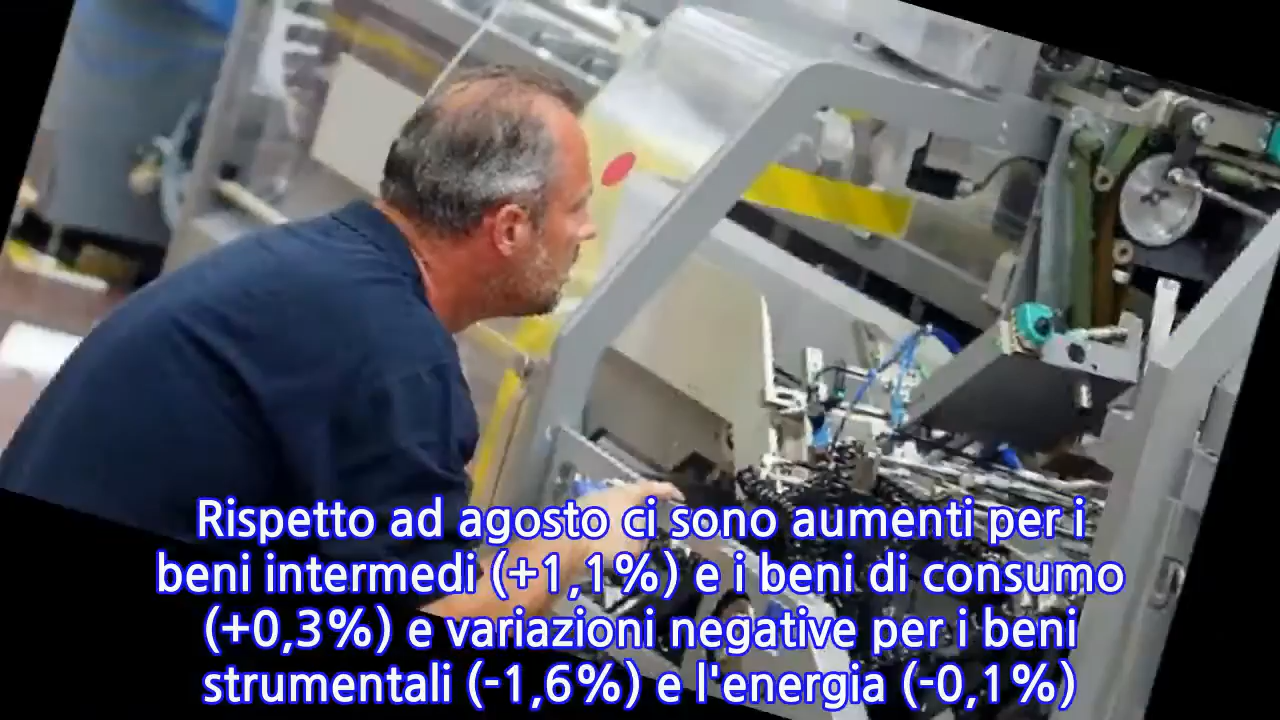 Rispetto ad agosto ci sono aumenti per i
beni intermedi (+1,1%) e i beni di consumo
(+0,3%) e variazioni negative per i beni
strumentali (-1,6%) e l'energia (-0,1%)